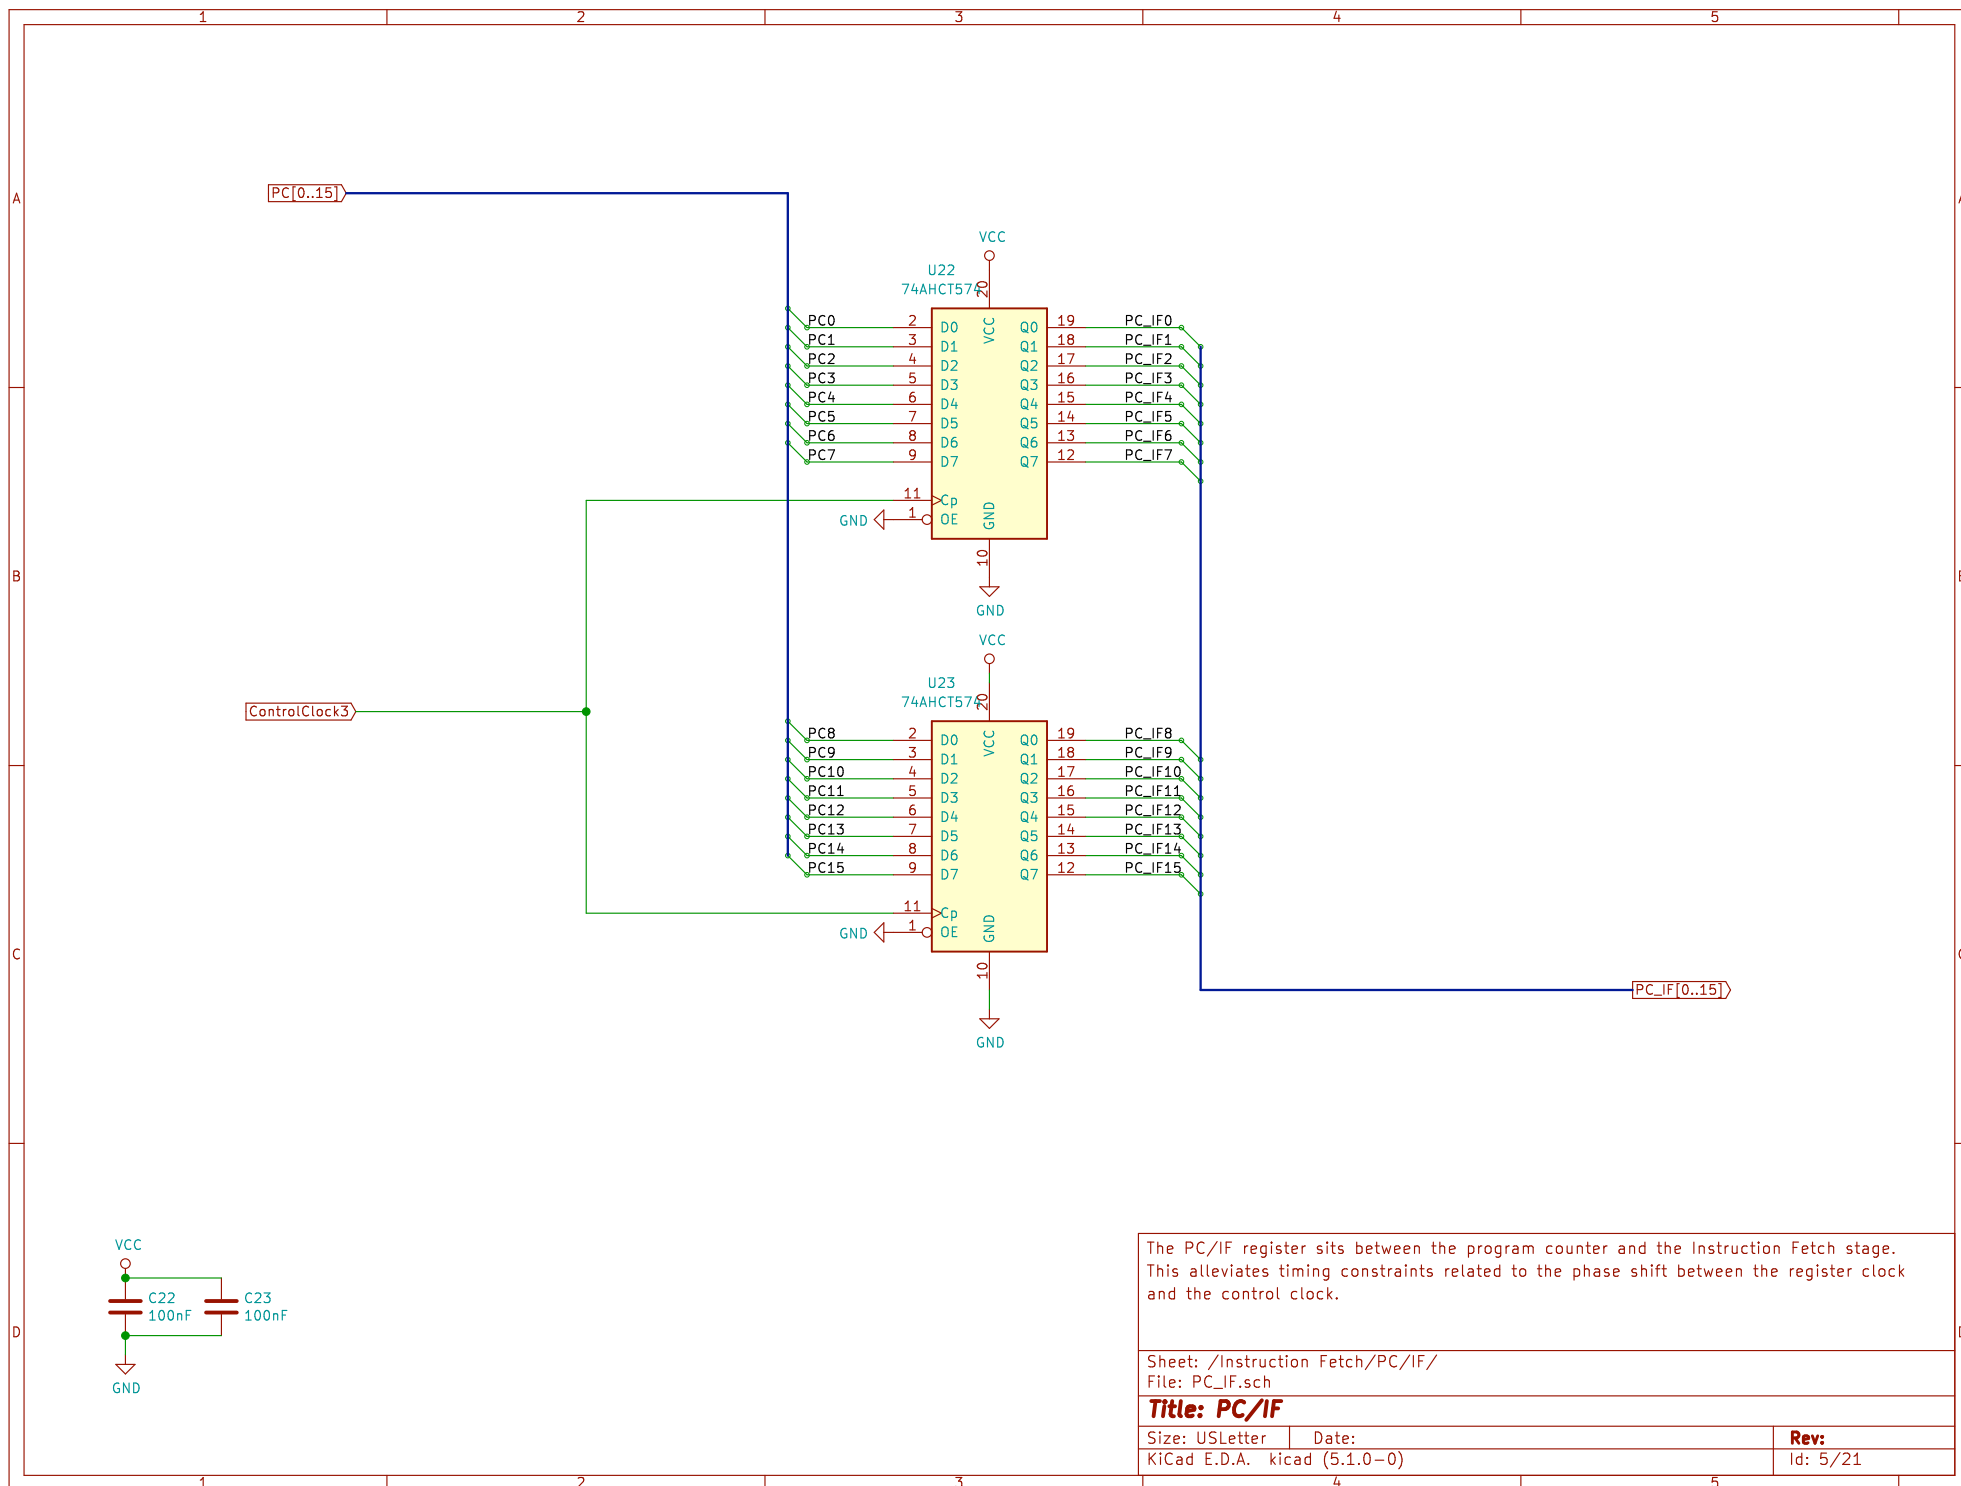 1 2 3 4 5
A
PC[0..15]
VCC
U22
74AHCT574
20
PC0 2 D0 VCC Q0 19 PC_IF0
PC1 3 D1 Q1 18 PC_IF1
PC2 4 D2 Q2 17 PC_IF2
PC3 5 D3 Q3 16 PC_IF3
PC4 6 D4 Q4 15 PC_IF4
PC5 7 D5 Q5 14 PC_IF5
PC6 8 D6 Q6 13 PC_IF6
PC7 9 D7 Q7 12 PC_IF7
11 Cp
GND 1 OE GND
10
B
GND
VCC
U23
74AHCT574
20
ControlClock3
PC8 2 D0 VCC Q0 19 PC_IF8
PC9 3 D1 Q1 18 PC_IF9
PC10 4 D2 Q2 17 PC_IF10
PC11 5 D3 Q3 16 PC_IF11
PC12 6 D4 Q4 15 PC_IF12
PC13 7 D5 Q5 14 PC_IF13
PC14 8 D6 Q6 13 PC_IF14
PC15 9 D7 Q7 12 PC_IF15
11 Cp
GND 1 OE GND
C
10
PC_IF[0..15]
GND
VCC
C22 C23
100nF 100nF
D
GND
The PC/IF register sits between the program counter and the Instruction Fetch stage.
This alleviates timing constraints related to the phase shift between the register clock
and the control clock.
Sheet: /Instruction Fetch/PC/IF/
File: PC_IF.sch
Title: PC/IF
Size: USLetter Date: Rev:
KiCad E.D.A. kicad (5.1.0-0) Id: 5/21
1 2 3 4 5